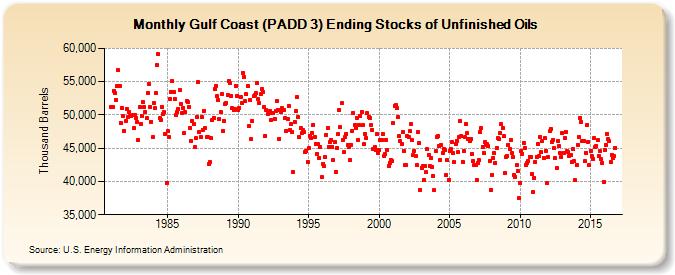 Monthly Gulf Coast (PADD 3) Ending Stocks of Unfinished Oils
Thousand Barrels
60,000
55,000
50,000
45,000
40,000
35,000
1985 1990 1995 2000 2005 2010 2015
Source: U.S. Energy Information Administration